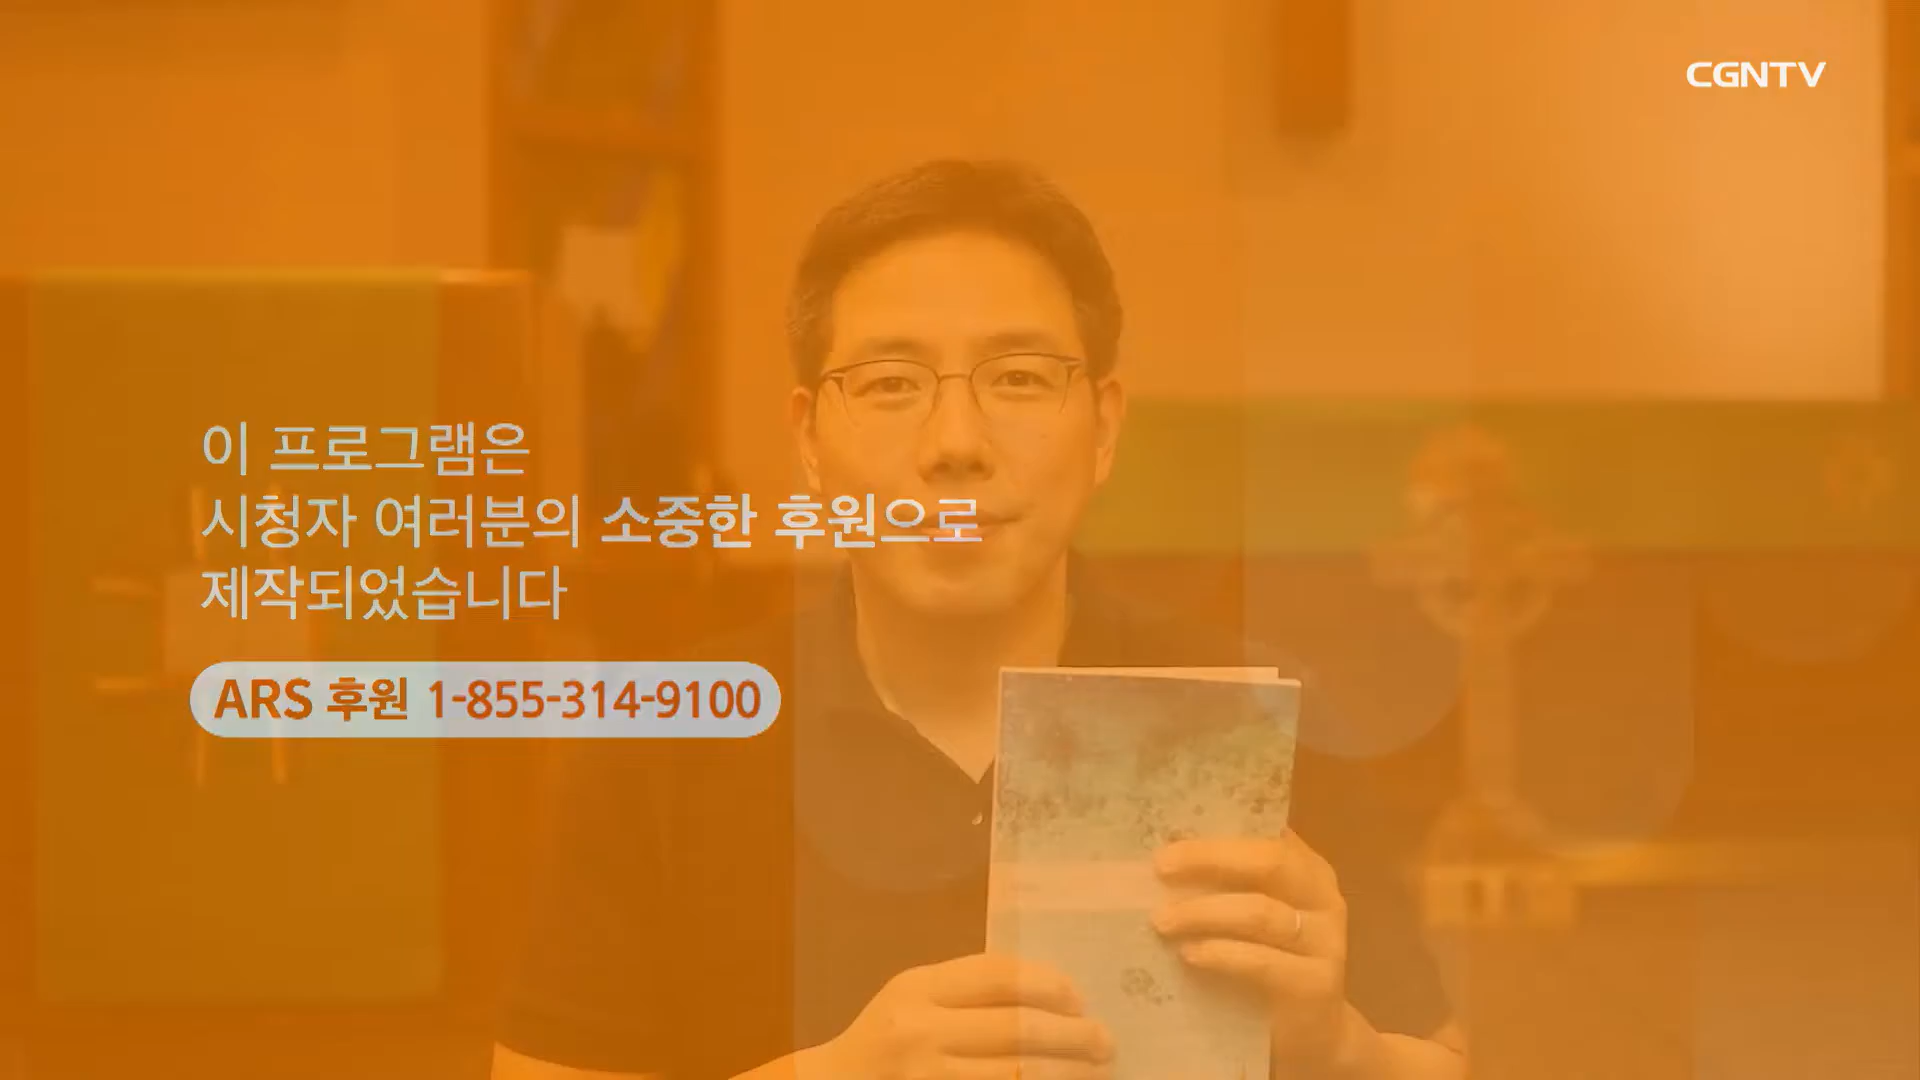 CGNTV
이 프로그램은
시청자 여러분의 소중한 후원으로
제작되었습니다
ARS 후원 1-855-314-9100